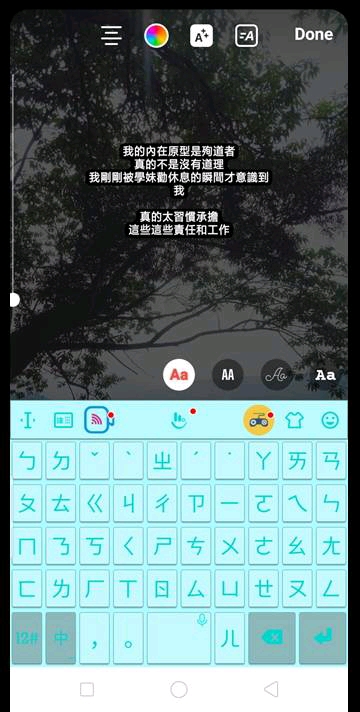 Done
我的內在原型是殉道者
真的不是沒有道理
我剛剛被學妹勸休息的瞬間才意識到
我
真的太習慣承擔
這些這些責任和工作
Aa AA Aa Aa
ㄅ ㄉ ˇ ˋ ㄓ ˊ ˙ ㄚ ㄞ ㄢ
ㄆ ㄊ ㄍ ㄐ ㄔ ㄗ ㄧ ㄛ ㄟ ㄣ
ㄇ ㄋ ㄎ ㄑ ㄕ ㄘ ㄨ ㄜ ㄠ ㄤ
ㄈ ㄌ ㄏ ㄒ ㄖ ㄙ ㄩ ㄝ ㄡ ㄥ
12# 中 , 。 ㄦ